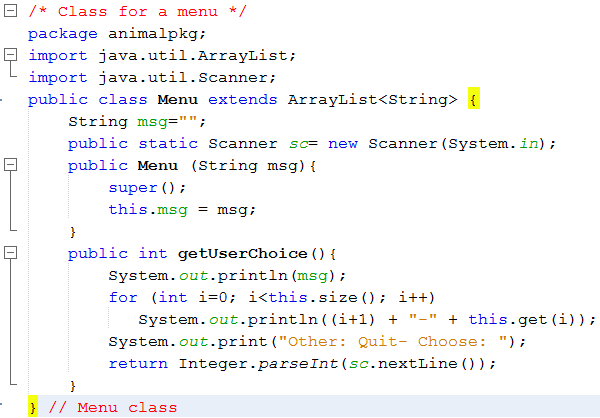 /* Class for a menu */
package animalpkg;
import java.util.ArrayList;
import java.util.Scanner;
public class Menu extends ArrayList<String> {
    String msg="";
    public static Scanner sc= new Scanner(System.in);
    public Menu (String msg){
        super();
        this.msg = msg;
    }
    public int getUserChoice(){
        System.out.println(msg);
        for (int i=0; i<this.size(); i++)
           System.out.println((i+1) + "-" + this.get(i));
        System.out.print("Other: Quit- Choose: ");
        return Integer.parseInt(sc.nextLine());
    }
} // Menu class